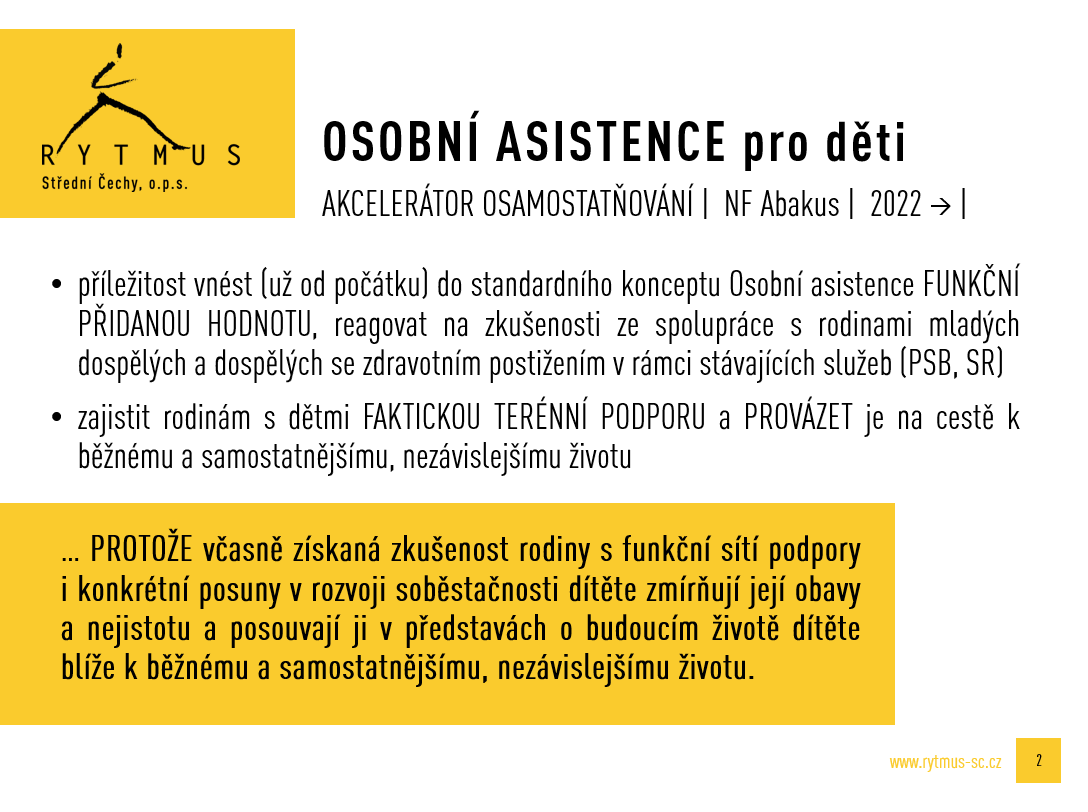 RYTMUS
Střední Čechy, o.p.s.
OSOBNÍ ASISTENCE pro děti
AKCELERÁTOR OSAMOSTATŇOVÁNÍ | NF Abakus | 2022 → |
• příležitost vnést (už od počátku) do standardního konceptu Osobní asistence FUNKČNÍ
PŘIDANOU HODNOTU, reagovat na zkušenosti ze spolupráce s rodinami mladých
dospělých a dospělých se zdravotním postižením v rámci stávajících služeb (PSB, SR)
• zajistit rodinám s dětmi FAKTICKOU TERÉNNÍ PODPORU a PROVÁZET je na cestě k
běžnému a samostatnějšímu, nezávislejšímu životu
... PROTOŽE včasně získaná zkušenost rodiny s funkční sítí podpory
i konkrétní posuny v rozvoji soběstačnosti dítěte zmírňují její obavy
a nejistotu a posouvají ji v představách o budoucím životě dítěte
blíže k běžnému a samostatnějšímu, nezávislejšímu životu.
www.rytmus-sc.cz
2